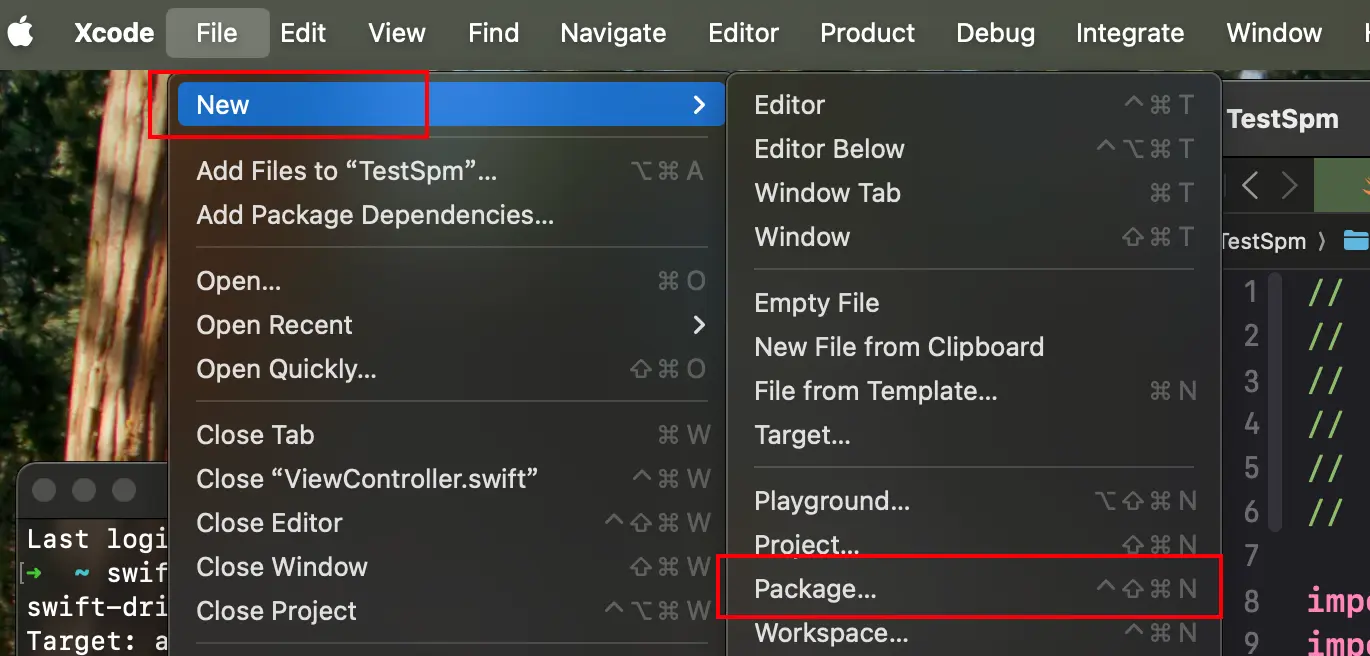 Xcode File Edit View Find Navigate Editor Product Debug Integrate Window
New
Add Files to “TestSpm”... ⌥⌘A
Add Package Dependencies...
Open... ⌘O
Open Recent
Open Quickly... ⇧⌘O
Close Tab ⌘W
Close “ViewController.swift” ^⌘W
Close Editor ^⇧⌘W
Close Window ⇧⌘W
Close Project ^⌥⌘W
Editor ^⌘T
Editor Below ^⌥⌘T
Window Tab ⌘T
Window ⇧⌘T
Empty File
New File from Clipboard
File from Template... ⌘N
Target...
Playground... ⌥⇧⌘N
Project... ⇧⌘N
Package... ^⇧⌘N
Workspace... ^⌘N
TestSpm
TestSpm
1 //
2 //
3 //
4 //
5 //
6 //
7
8 impo
9 impo
Last logi
[➜ ~ swif
swift-dri
Target: a